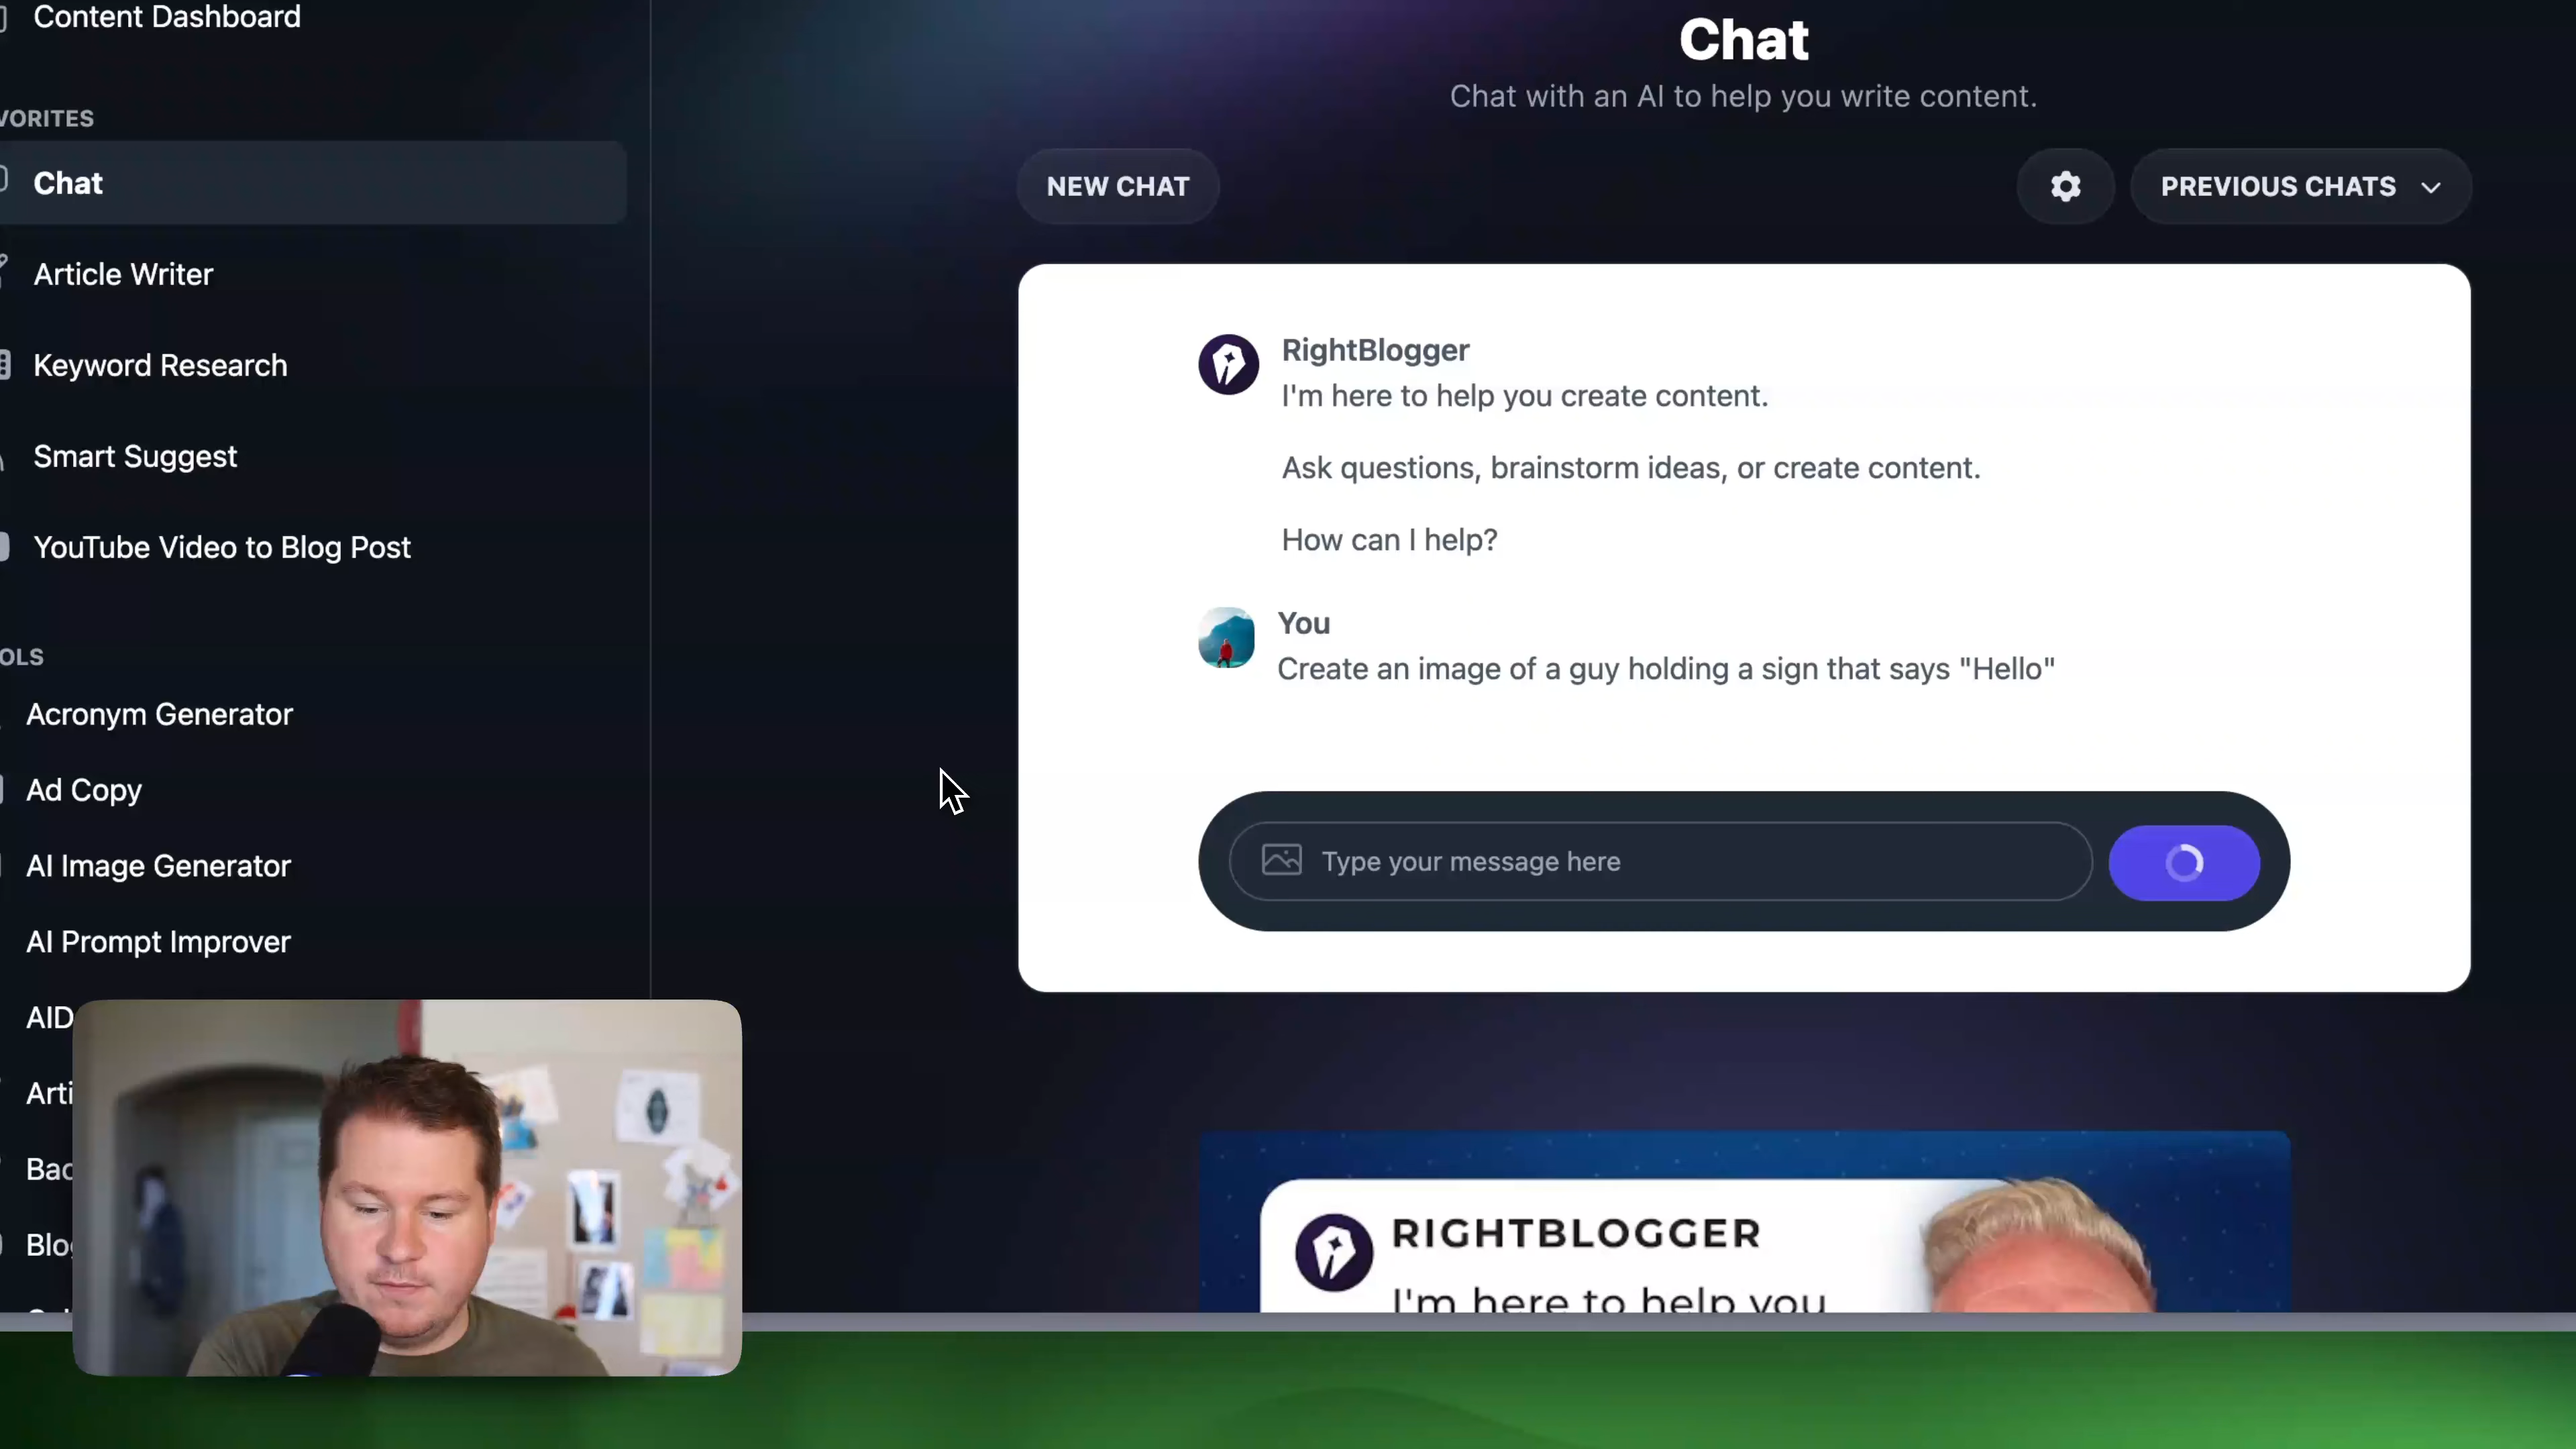 Content Dashboard
VORITES
Chat
Article Writer
Keyword Research
Smart Suggest
YouTube Video to Blog Post
OLS
Acronym Generator
Ad Copy
AI Image Generator
AI Prompt Improver
AID
Arti
Bac
Blog
Chat
Chat with an AI to help you write content.
NEW CHAT
PREVIOUS CHATS
RightBlogger
I'm here to help you create content.
Ask questions, brainstorm ideas, or create content.
How can I help?
You
Create an image of a guy holding a sign that says "Hello"
Type your message here
RIGHTBLOGGER
I'm here to help you